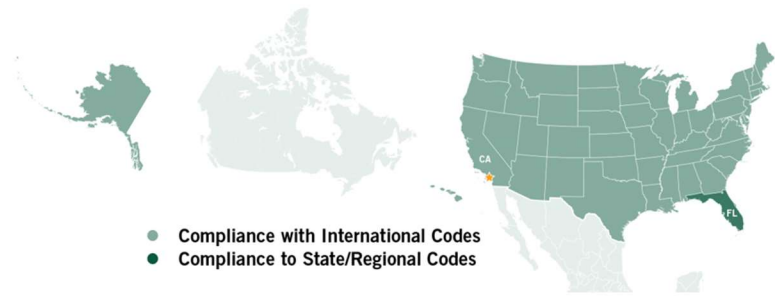 CA
FL
Compliance with International Codes
Compliance to State/Regional Codes